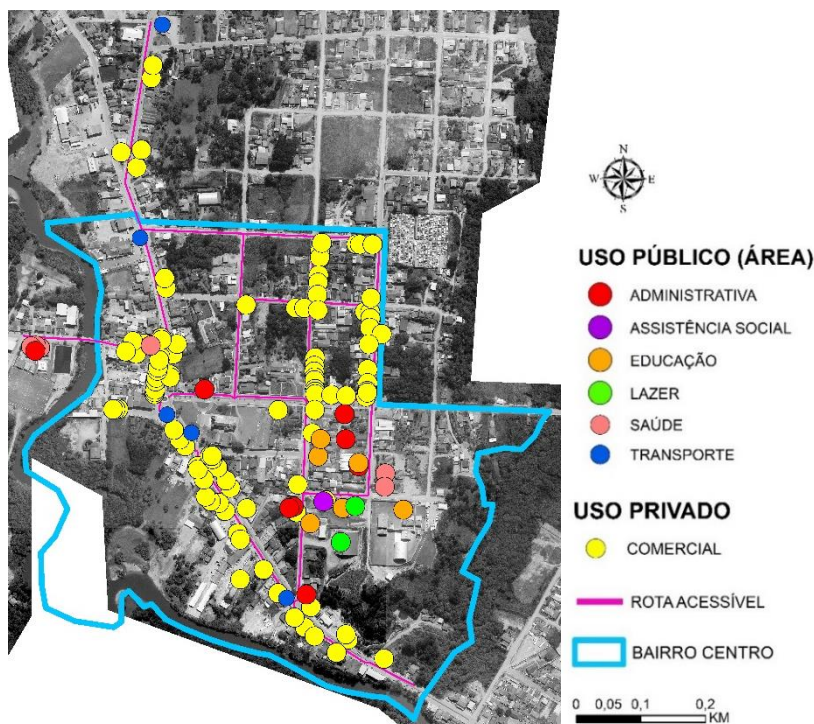 N
W E
S
USO PÚBLICO (ÁREA)
ADMINISTRATIVA
ASSISTÊNCIA SOCIAL
EDUCAÇÃO
LAZER
SAÚDE
TRANSPORTE
USO PRIVADO
COMERCIAL
ROTA ACESSÍVEL
BAIRRO CENTRO
0 0,05 0,1 0,2
KM